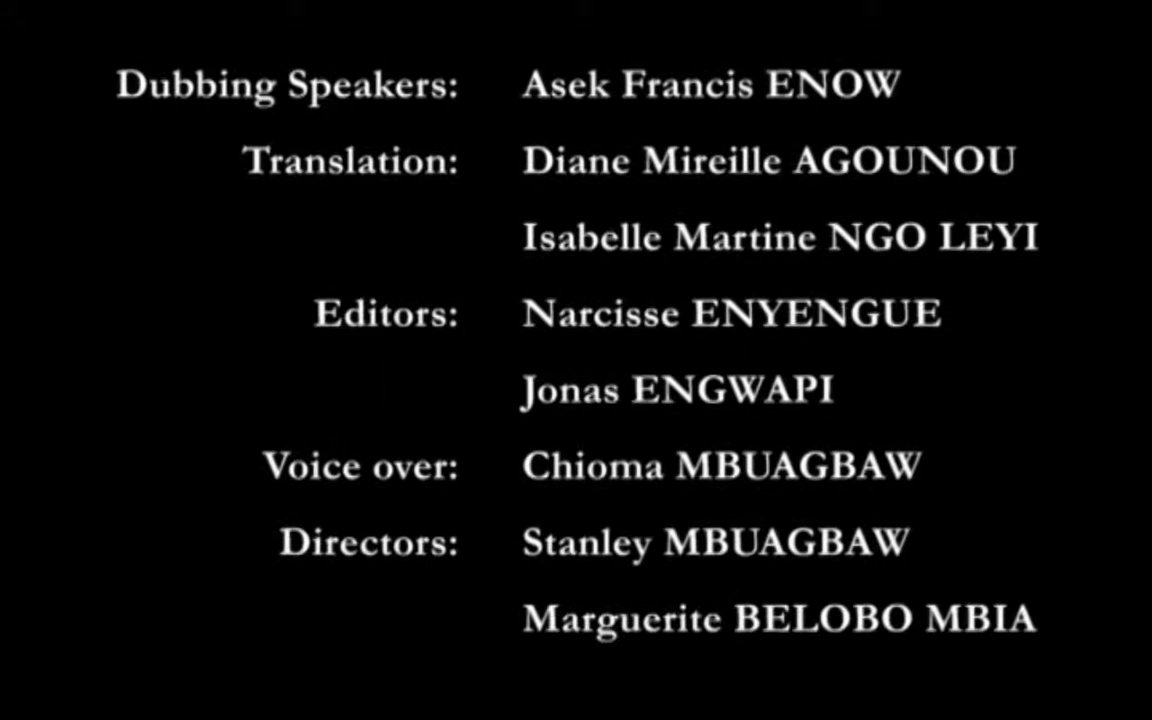 Dubbing Speakers: Asek Francis ENOW
Translation: Diane Mireille AGOUNOU
Isabelle Martine NGO LEYI
Editors: Narcisse ENYENGUE
Jonas ENGWAPI
Voice over: Chioma MBUAGBAW
Directors: Stanley MBUAGBAW
Marguerite BELOBO MBIA